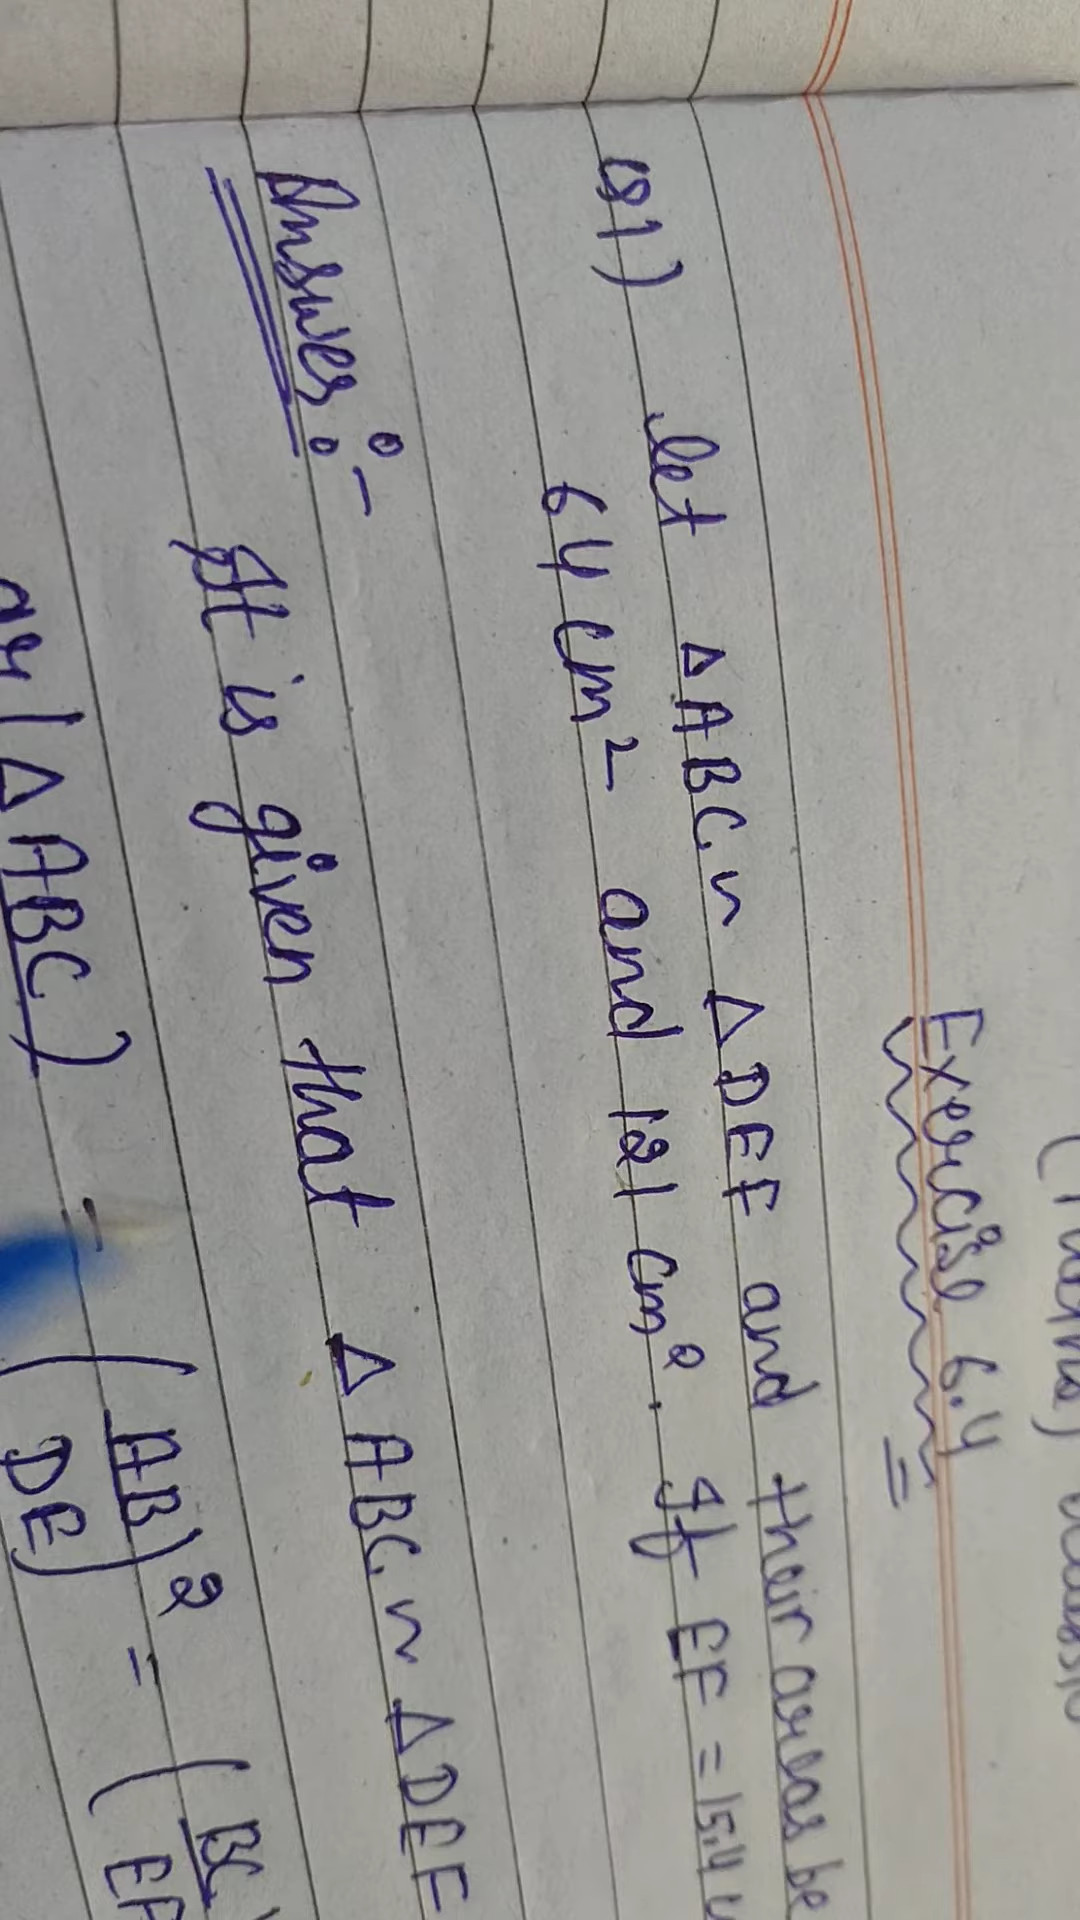 Exercise 6.4
(Q1) Let △ABC ~ △DEF and their areas be
64 cm² and 121 cm². If EF = 15.4
Answer :-
It is given that △ABC ~ △DEF
ar(△ABC) = (AB/DE)² = (BC/EF